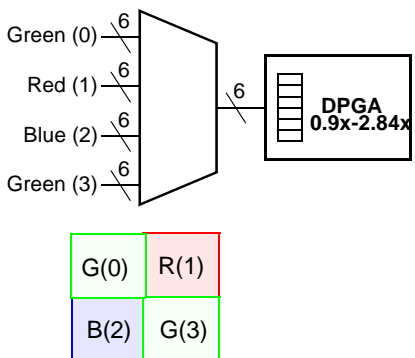 Green (0) 6
Red (1) 6
Blue (2) 6
Green (3) 6
6
DPGA
0.9x-2.84x
G(0) R(1)
B(2) G(3)